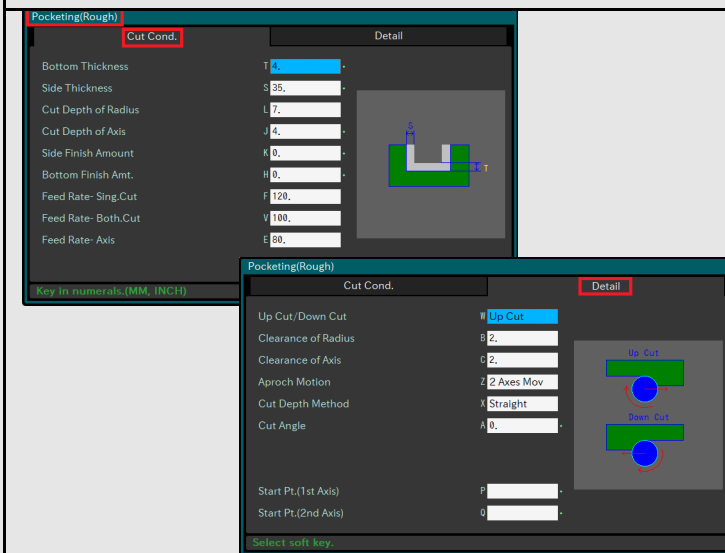 Pocketing(Rough)
Cut Cond. Detail
Bottom Thickness T 4.
Side Thickness S 35.
Cut Depth of Radius L 7.
Cut Depth of Axis J 4.
Side Finish Amount K 0.
Bottom Finish Amt. H 0.
Feed Rate- Sing.Cut F 120.
Feed Rate- Both.Cut V 100.
Feed Rate- Axis E 80.
S
T
Key in numerals.(MM, INCH)
Pocketing(Rough)
Cut Cond. Detail
Up Cut/Down Cut W Up Cut
Clearance of Radius B 2.
Clearance of Axis C 2.
Aproch Motion Z 2 Axes Mov
Cut Depth Method X Straight
Cut Angle A 0.
Up Cut
Down Cut
Start Pt.(1st Axis) P
Start Pt.(2nd Axis) Q
Select soft key.